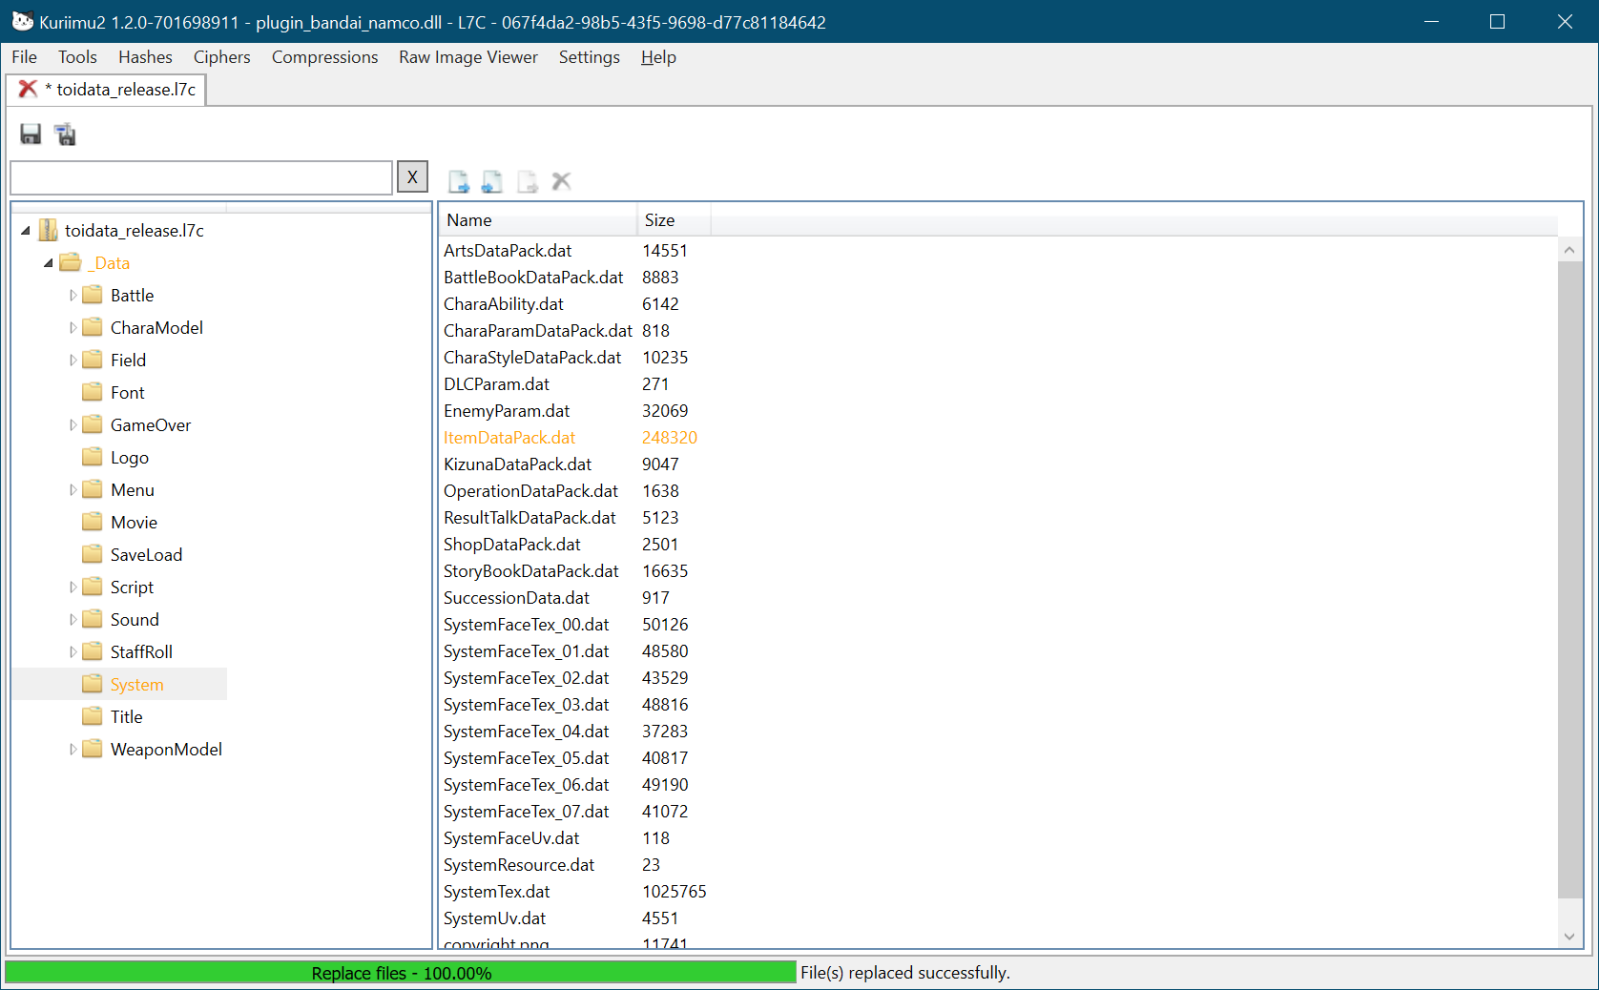 Kuriimu2 1.2.0-701698911 - plugin_bandai_namco.dll - L7C - 067f4da2-98b5-43f5-9698-d77c81184642
File Tools Hashes Ciphers Compressions Raw Image Viewer Settings Help
* toidata_release.l7c
X
toidata_release.l7c
_Data
Battle
CharaModel
Field
Font
GameOver
Logo
Menu
Movie
SaveLoad
Script
Sound
StaffRoll
System
Title
WeaponModel
Name Size
ArtsDataPack.dat 14551
BattleBookDataPack.dat 8883
CharaAbility.dat 6142
CharaParamDataPack.dat 818
CharaStyleDataPack.dat 10235
DLCParam.dat 271
EnemyParam.dat 32069
ItemDataPack.dat 248320
KizunaDataPack.dat 9047
OperationDataPack.dat 1638
ResultTalkDataPack.dat 5123
ShopDataPack.dat 2501
StoryBookDataPack.dat 16635
SuccessionData.dat 917
SystemFaceTex_00.dat 50126
SystemFaceTex_01.dat 48580
SystemFaceTex_02.dat 43529
SystemFaceTex_03.dat 48816
SystemFaceTex_04.dat 37283
SystemFaceTex_05.dat 40817
SystemFaceTex_06.dat 49190
SystemFaceTex_07.dat 41072
SystemFaceUv.dat 118
SystemResource.dat 23
SystemTex.dat 1025765
SystemUv.dat 4551
copyright.png 11741
Replace files - 100.00% File(s) replaced successfully.